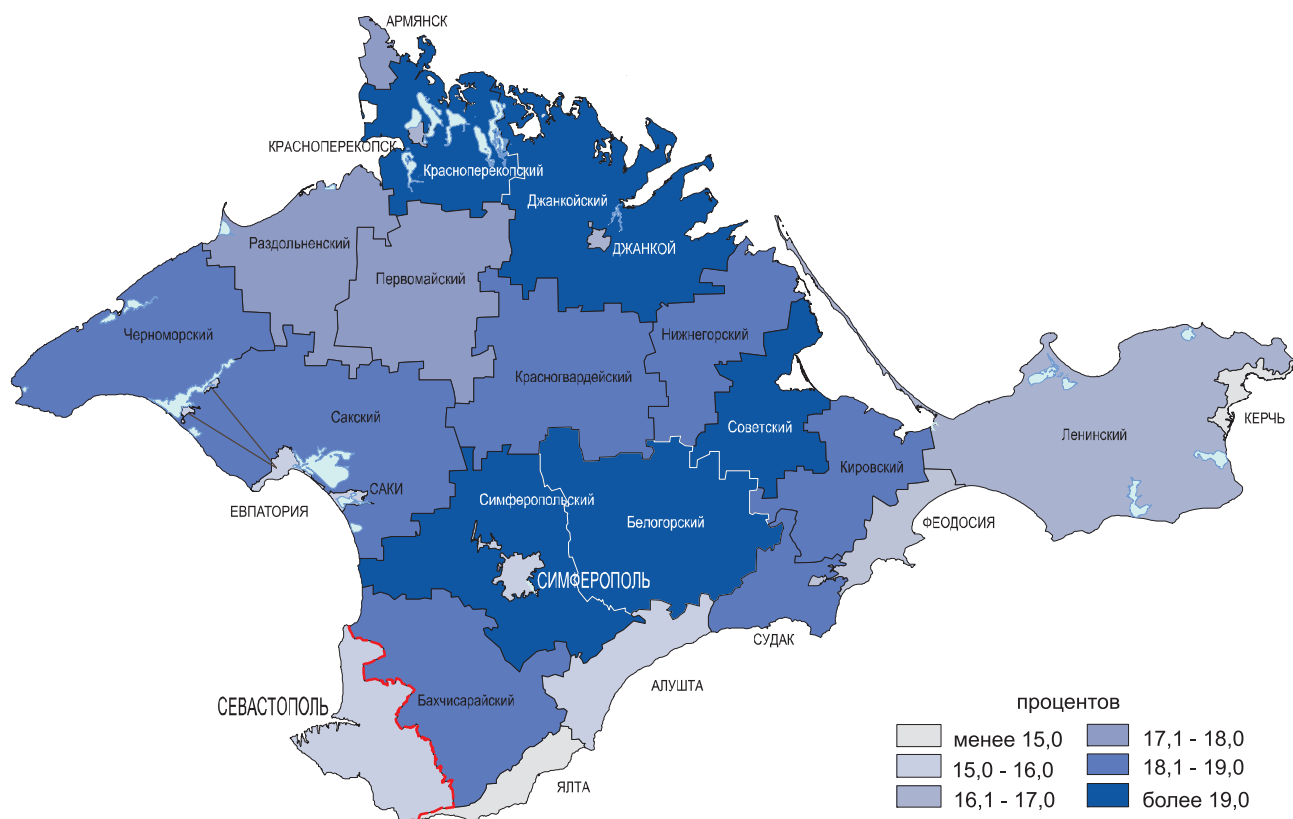 АРМЯНСК
КРАСНОПЕРЕКОПСК
Красноперекопский
Джанкойский
ДЖАНКОЙ
Раздольненский
Первомайский
Черноморский
Нижнегорский
Красногвардейский
Сакский
Советский
Ленинский
КЕРЧЬ
Кировский
САКИ
ЕВПАТОРИЯ
Симферопольский
Белогорский
ФЕОДОСИЯ
СИМФЕРОПОЛЬ
СУДАК
АЛУШТА
СЕВАСТОПОЛЬ
Бахчисарайский
ЯЛТА
процентов
менее 15,0
15,0 - 16,0
16,1 - 17,0
17,1 - 18,0
18,1 - 19,0
более 19,0